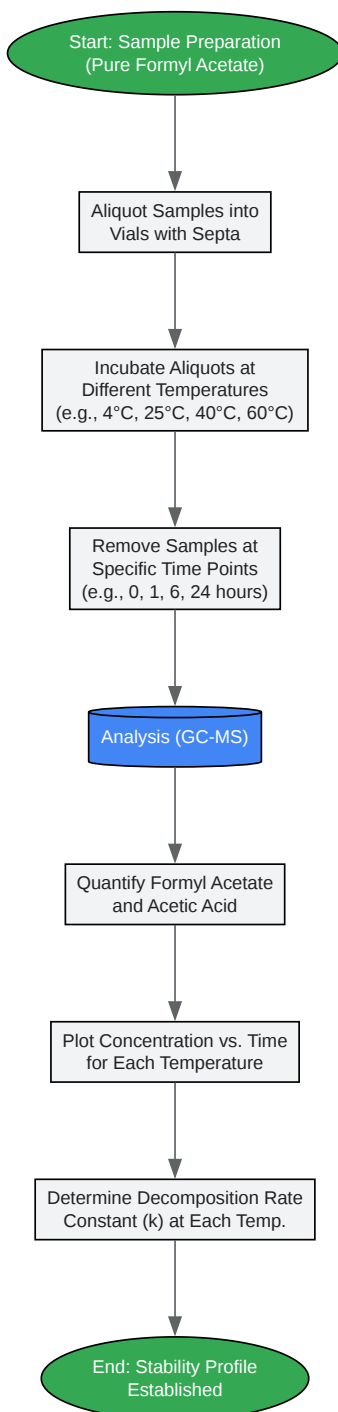 Start: Sample Preparation
(Pure Formyl Acetate)
Aliquot Samples into
Vials with Septa
Incubate Aliquots at
Different Temperatures
(e.g., 4°C, 25°C, 40°C, 60°C)
Remove Samples at
Specific Time Points
(e.g., 0, 1, 6, 24 hours)
Analysis (GC-MS)
Quantify Formyl Acetate
and Acetic Acid
Plot Concentration vs. Time
for Each Temperature
Determine Decomposition Rate
Constant (k) at Each Temp.
End: Stability Profile
Established